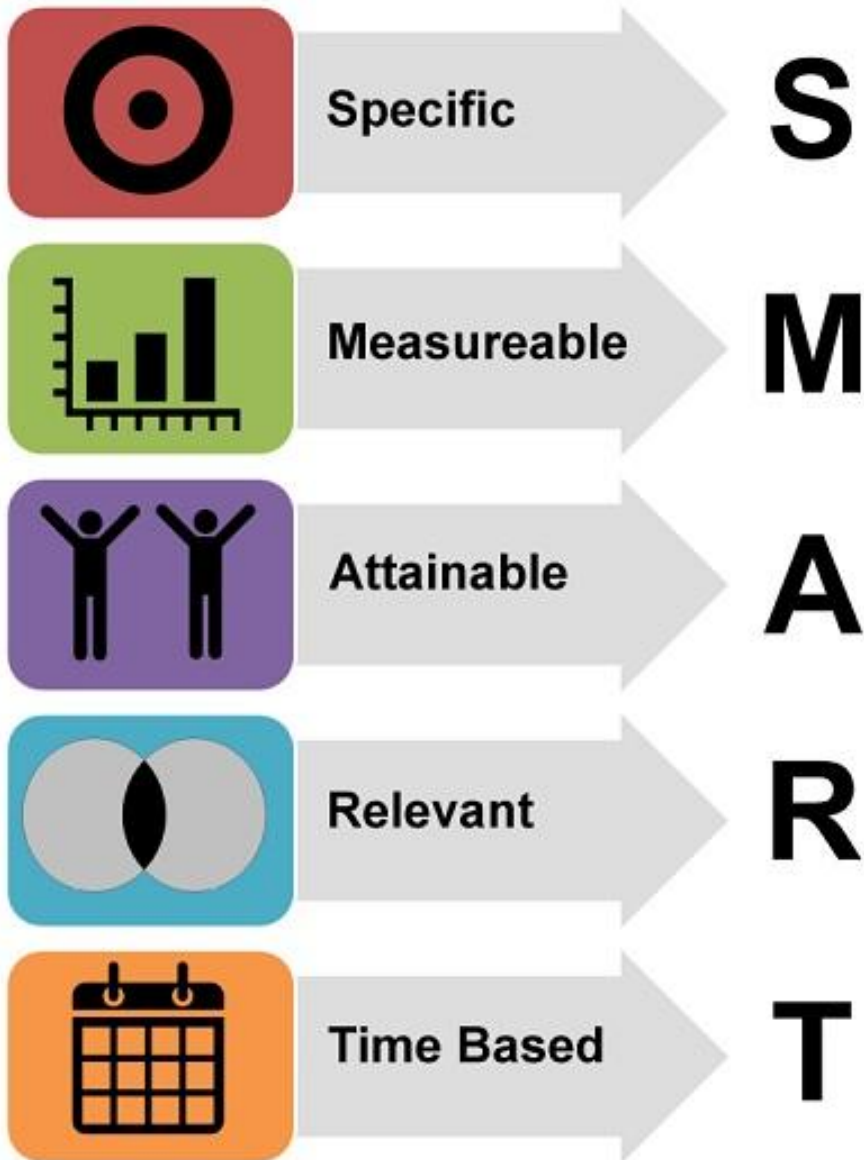 Specific S
Measureable M
Attainable A
Relevant R
Time Based T